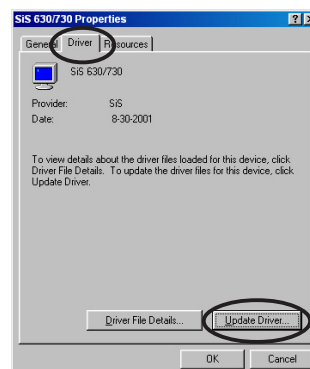 SiS 630/730 Properties
General Driver Resources
SiS 630/730
Provider: SiS
Date: 8-30-2001
To view details about the driver files loaded for this device, click
Driver File Details. To update the driver files for this device, click
Update Driver.
Driver File Details... Update Driver...
OK Cancel